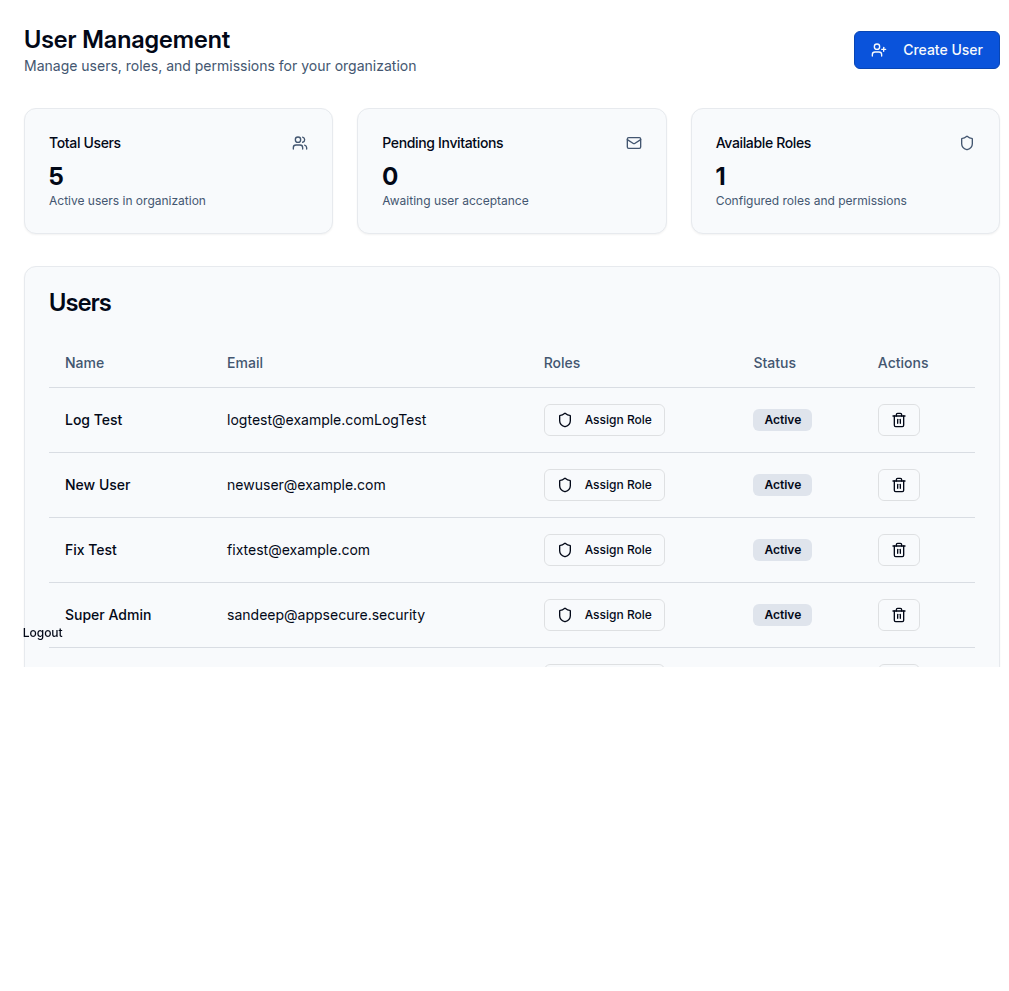 User Management
Manage users, roles, and permissions for your organization
Create User
Total Users
5
Active users in organization
Pending Invitations
0
Awaiting user acceptance
Available Roles
1
Configured roles and permissions
Users
Name Email Roles Status Actions
Log Test logtest@example.comLogTest Assign Role Active
New User newuser@example.com Assign Role Active
Fix Test fixtest@example.com Assign Role Active
Super Admin sandeep@appsecure.security Assign Role Active
Logout